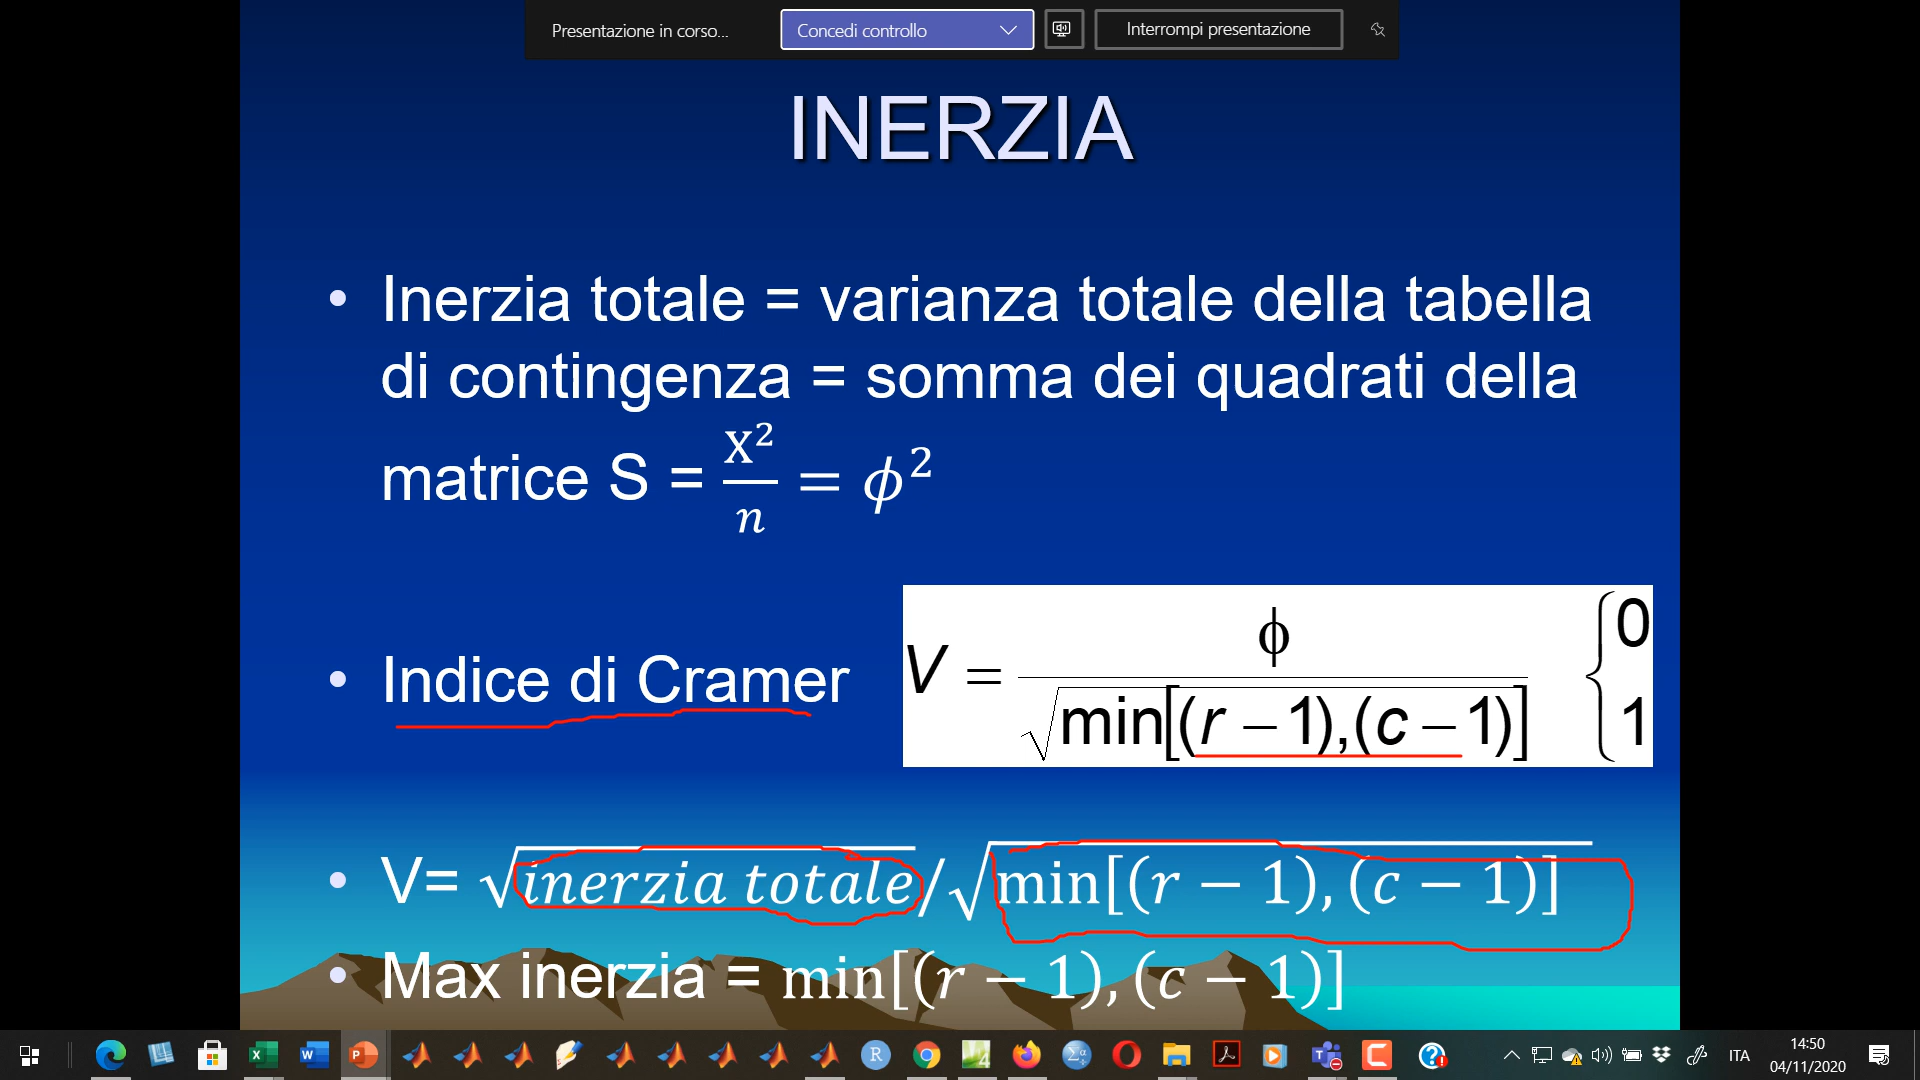 Presentazione in corso... Concedi controllo Interrompi presentazione
INERZIA
• Inerzia totale = varianza totale della tabella
di contingenza = somma dei quadrati della
matrice S = X²/n = ϕ²
• Indice di Cramer V = ϕ / √min[(r – 1),(c – 1)] { 0 1
• V= √inerzia totale/√min[(r − 1), (c − 1)]
• Max inerzia = min[(r − 1), (c − 1)]
ITA 14:50
04/11/2020